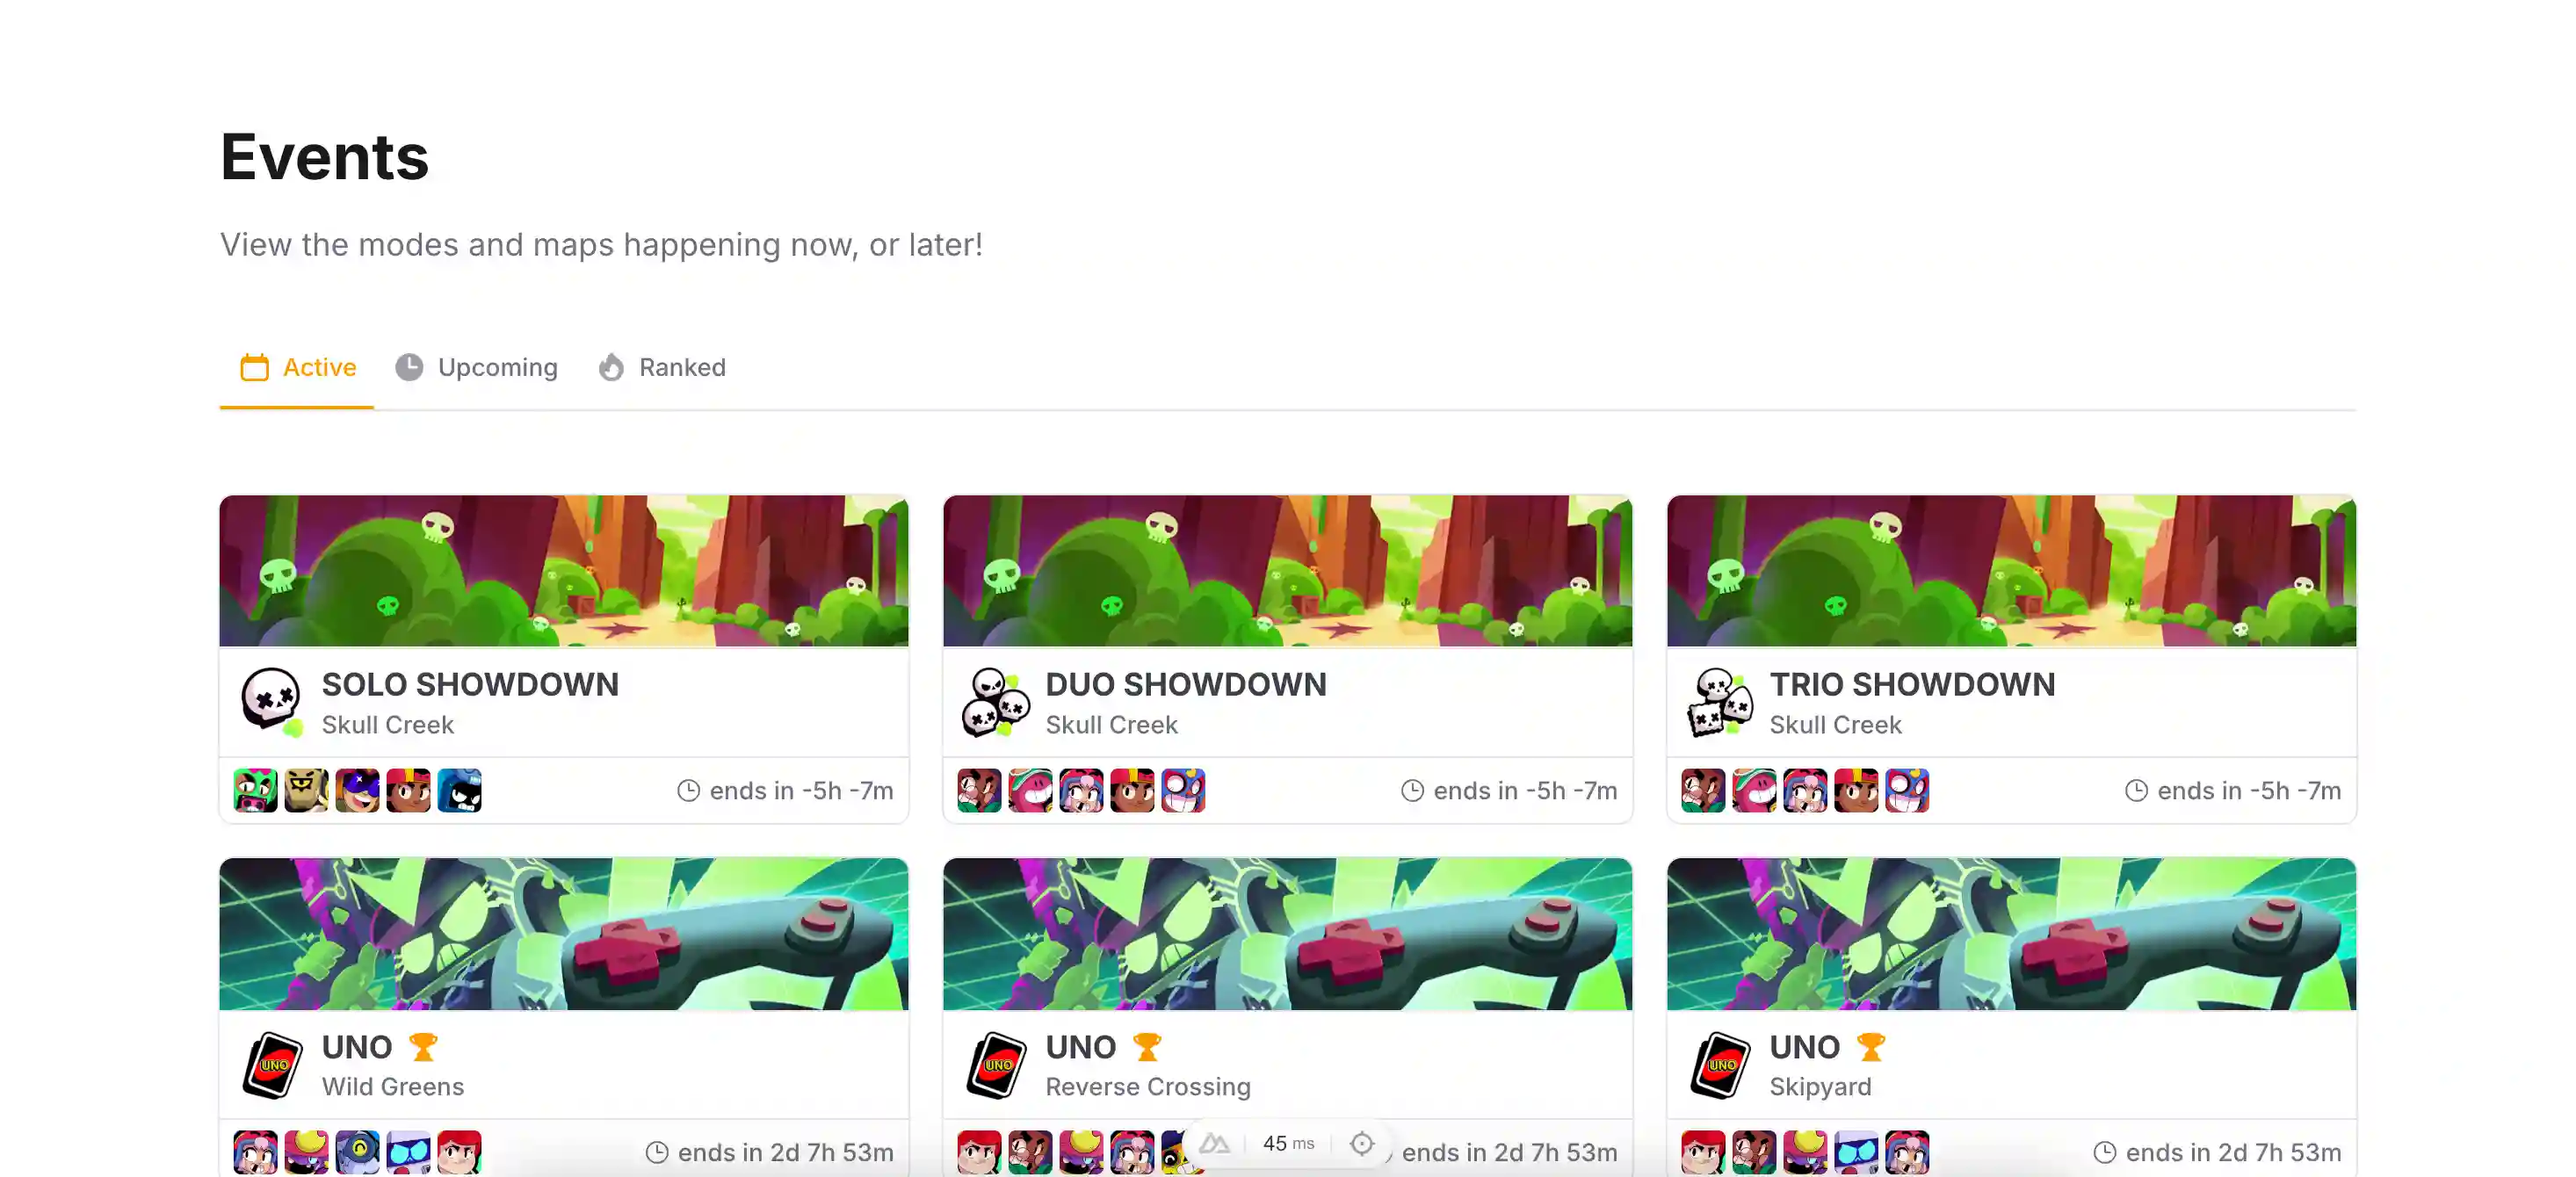 Events
View the modes and maps happening now, or later!
Active Upcoming Ranked
SOLO SHOWDOWN
Skull Creek
ends in -5h -7m
DUO SHOWDOWN
Skull Creek
ends in -5h -7m
TRIO SHOWDOWN
Skull Creek
ends in -5h -7m
UNO
UNO
Wild Greens
ends in 2d 7h 53m
UNO
UNO
Reverse Crossing
ends in 2d 7h 53m
UNO
UNO
Skipyard
ends in 2d 7h 53m
45 ms